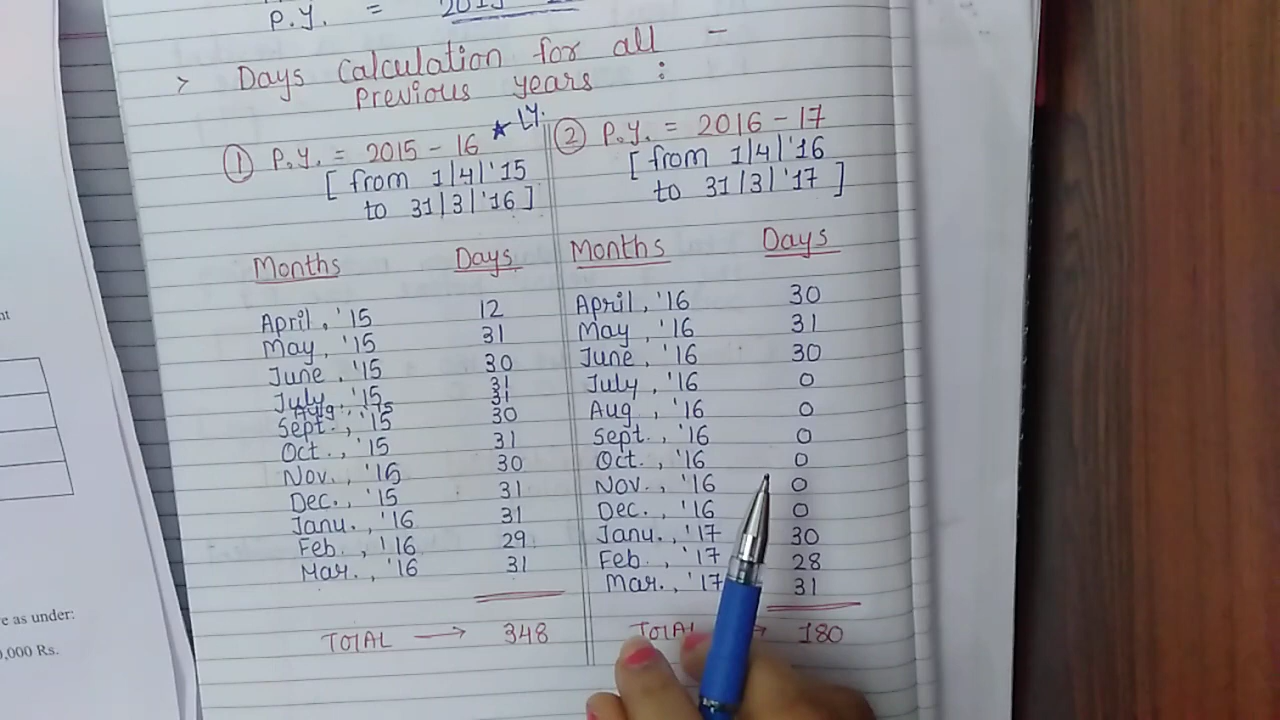 P.Y. =
> Days Calculation for all -
Previous years :
① P.Y. = 2015 - 16 ★ LY.
[ from 1/4/'15
to 31/3/'16 ]
Months Days
April, '15 12
May, '15 31
June, '15 30
July, '15 31
Aug., '15 31
Sept., '15 30
Oct., '15 31
Nov., '15 30
Dec., '15 31
Janu., '16 31
Feb., '16 29
Mar., '16 31
TOTAL → 348
② P.Y. = 2016 - 17
[ from 1/4/'16
to 31/3/'17 ]
Months Days
April, '16 30
May, '16 31
June, '16 30
July, '16 0
Aug., '16 0
Sept., '16 0
Oct., '16 0
Nov., '16 0
Dec., '16 0
Janu., '17 30
Feb., '17 28
Mar., '17 31
TOTAL → 180
e as under:
,000 Rs.